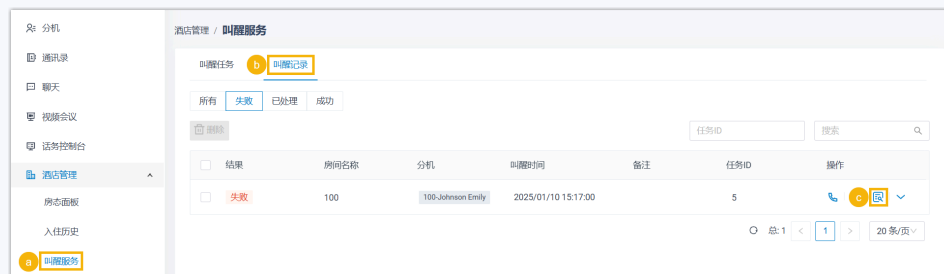 分机
通讯录
聊天
视频会议
话务控制台
酒店管理
房态面板
入住历史
a 叫醒服务
酒店管理 / 叫醒服务
叫醒任务 b 叫醒记录
所有 失败 已处理 成功
删除 任务ID 搜索
结果 房间名称 分机 叫醒时间 备注 任务ID 操作
失败 100 100-Johnson Emily 2025/01/10 15:17:00 5 c
总: 1 < 1 > 20 条/页